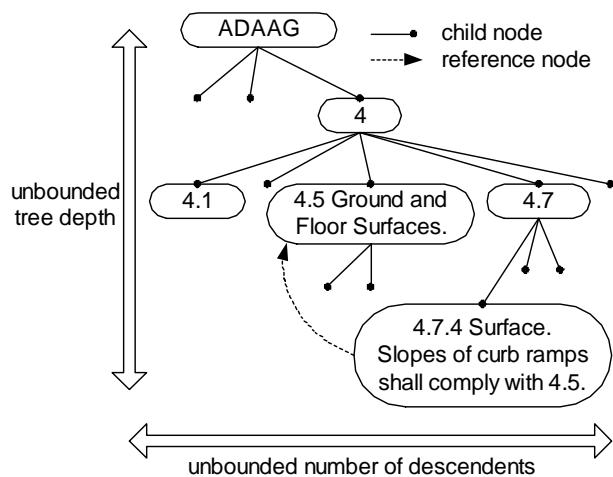 ADAAG
child node
reference node
4
unbounded
tree depth
4.1
4.5 Ground and
Floor Surfaces.
4.7
4.7.4 Surface.
Slopes of curb ramps
shall comply with 4.5.
unbounded number of descendents